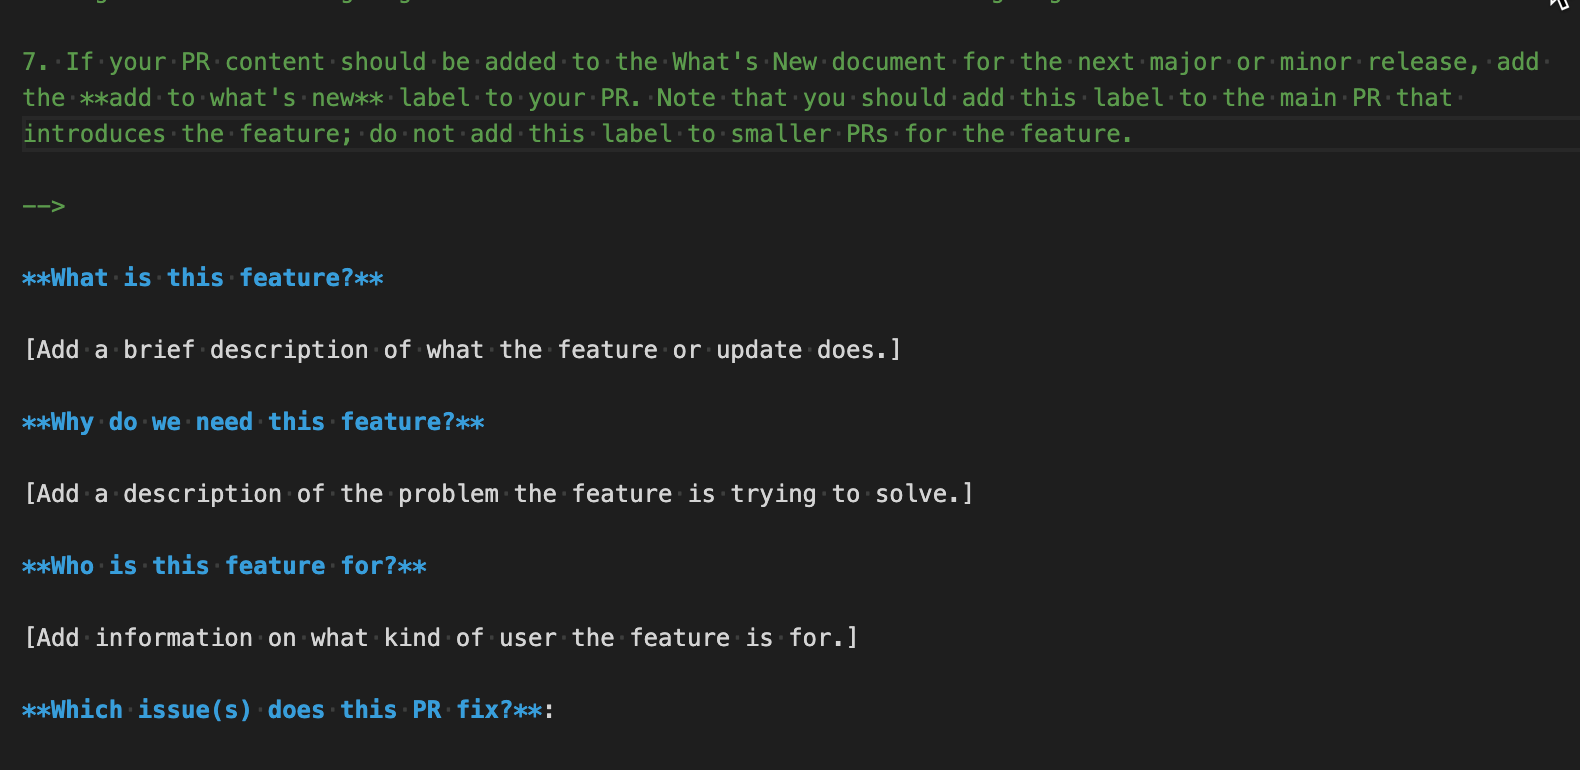 7. If your PR content should be added to the What's New document for the next major or minor release, add
the **add to what's new** label to your PR. Note that you should add this label to the main PR that
introduces the feature; do not add this label to smaller PRs for the feature.
-->
**What is this feature?**
[Add a brief description of what the feature or update does.]
**Why do we need this feature?**
[Add a description of the problem the feature is trying to solve.]
**Who is this feature for?**
[Add information on what kind of user the feature is for.]
**Which issue(s) does this PR fix?**: